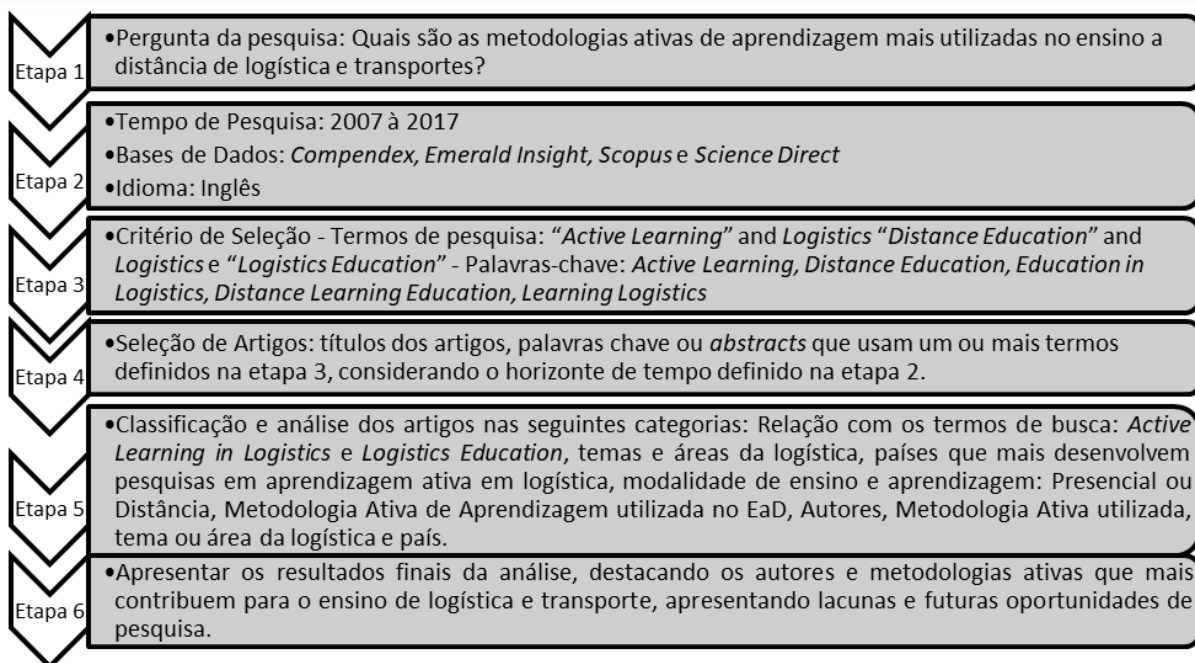 Etapa 1
•Pergunta da pesquisa: Quais são as metodologias ativas de aprendizagem mais utilizadas no ensino a
distância de logística e transportes?
Etapa 2
•Tempo de Pesquisa: 2007 à 2017
•Bases de Dados: Compendex, Emerald Insight, Scopus e Science Direct
•Idioma: Inglês
Etapa 3
•Critério de Seleção - Termos de pesquisa: “Active Learning” and Logistics “Distance Education” and
Logistics e “Logistics Education” - Palavras-chave: Active Learning, Distance Education, Education in
Logistics, Distance Learning Education, Learning Logistics
Etapa 4
•Seleção de Artigos: títulos dos artigos, palavras chave ou abstracts que usam um ou mais termos
definidos na etapa 3, considerando o horizonte de tempo definido na etapa 2.
Etapa 5
•Classificação e análise dos artigos nas seguintes categorias: Relação com os termos de busca: Active
Learning in Logistics e Logistics Education, temas e áreas da logística, países que mais desenvolvem
pesquisas em aprendizagem ativa em logística, modalidade de ensino e aprendizagem: Presencial ou
Distância, Metodologia Ativa de Aprendizagem utilizada no EaD, Autores, Metodologia Ativa utilizada,
tema ou área da logística e país.
Etapa 6
•Apresentar os resultados finais da análise, destacando os autores e metodologias ativas que mais
contribuem para o ensino de logística e transporte, apresentando lacunas e futuras oportunidades de
pesquisa.